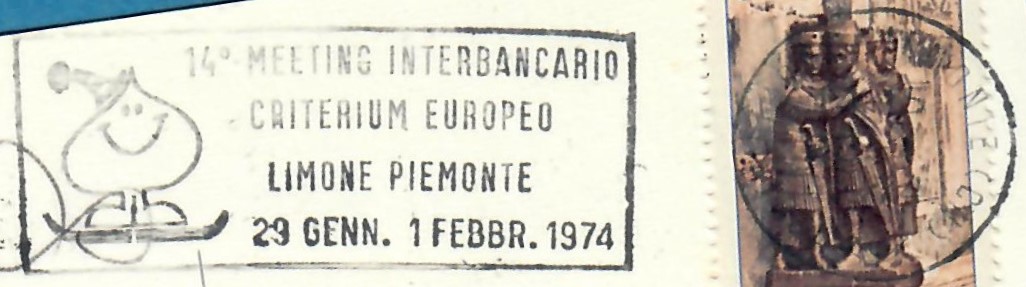 14° MEETING INTERBANCARIO
CRITERIUM EUROPEO
LIMONE PIEMONTE
29 GENN. 1 FEBBR. 1974